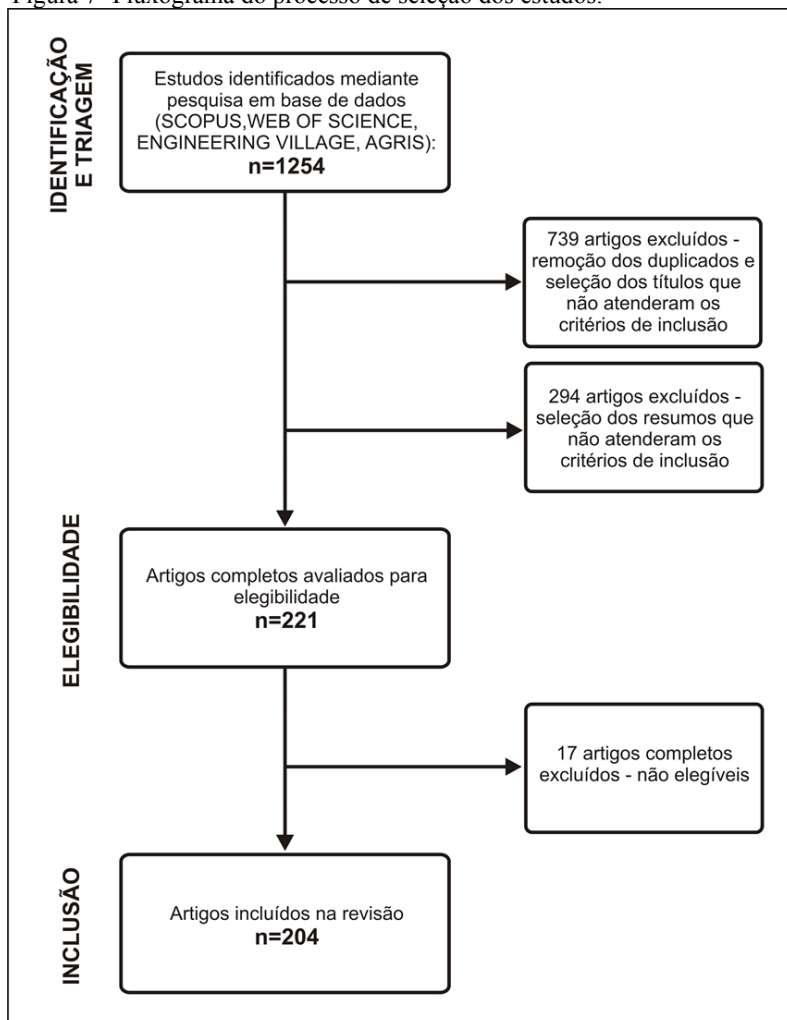 Figura 7- Fluxograma do processo de seleção dos estudos.
IDENTIFICAÇÃO
E TRIAGEM
Estudos identificados mediante
pesquisa em base de dados
(SCOPUS,WEB OF SCIENCE,
ENGINEERING VILLAGE, AGRIS):
n=1254
739 artigos excluídos -
remoção dos duplicados e
seleção dos títulos que
não atenderam os
critérios de inclusão
294 artigos excluídos -
seleção dos resumos que
não atenderam os
critérios de inclusão
ELEGIBILIDADE
Artigos completos avaliados para
elegibilidade
n=221
17 artigos completos
excluídos - não elegíveis
INCLUSÃO
Artigos incluídos na revisão
n=204